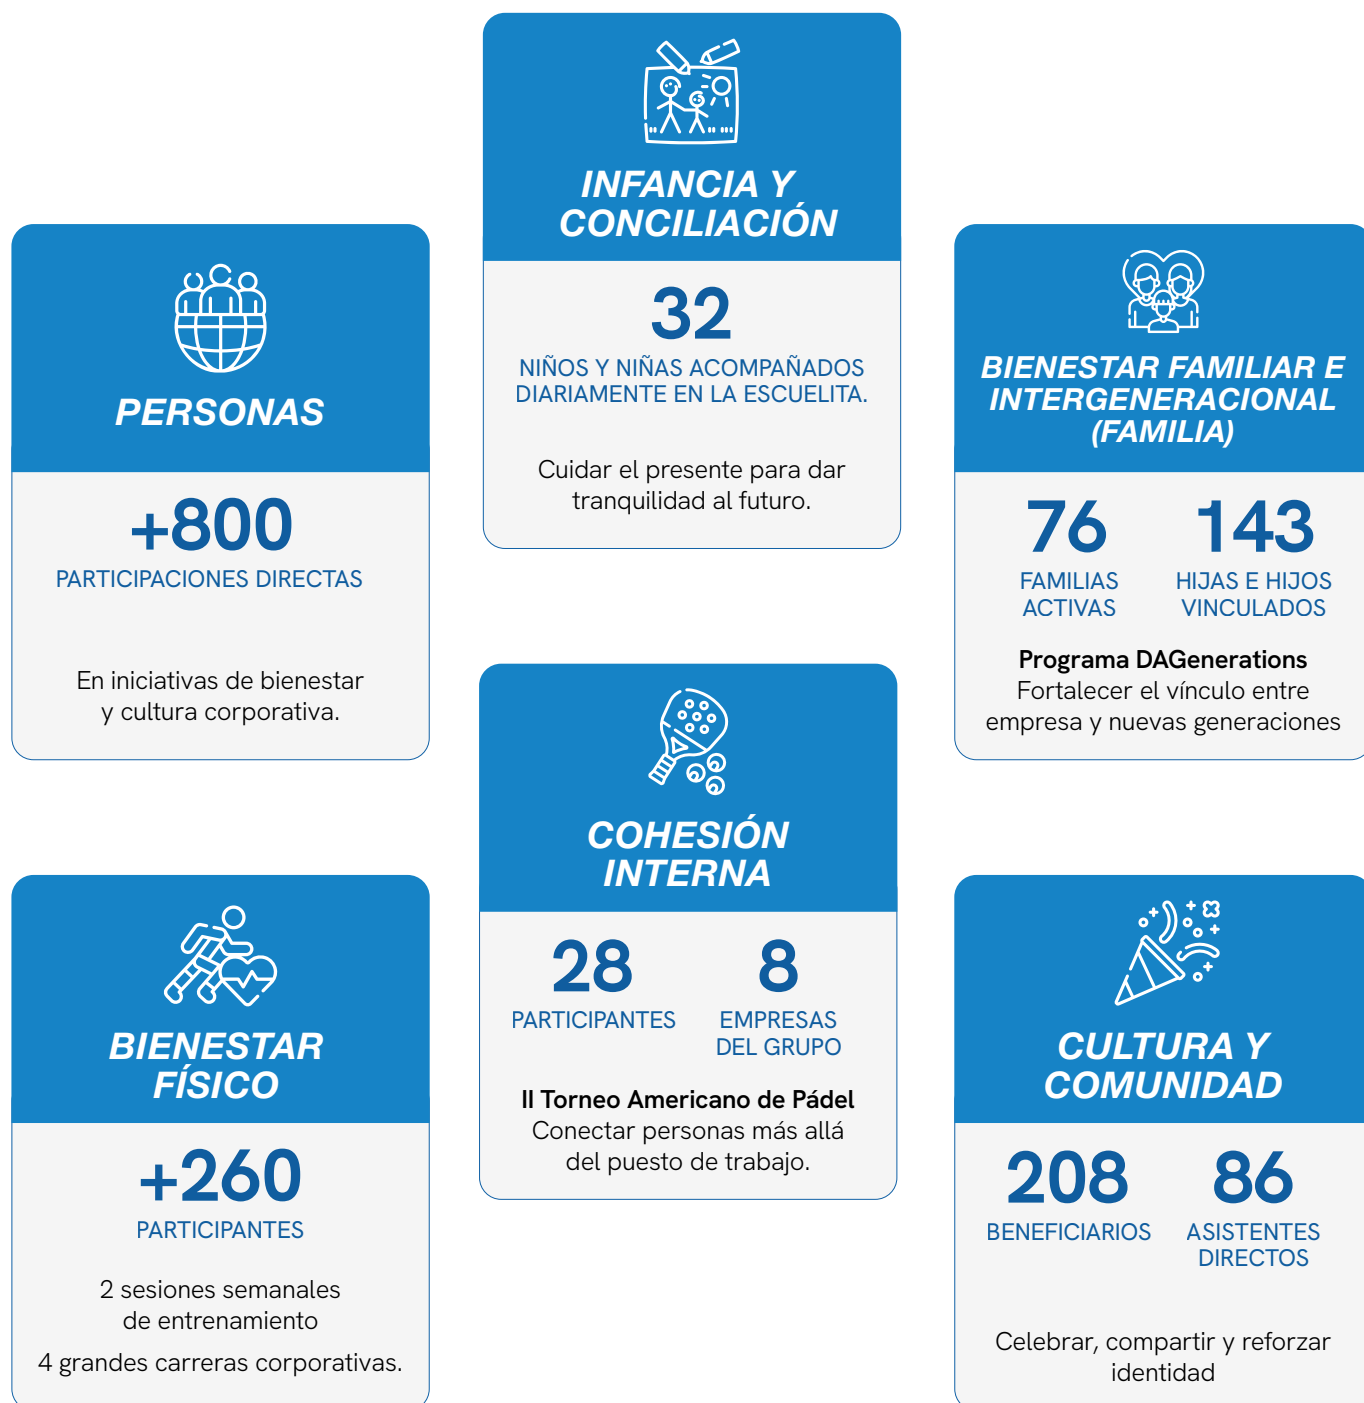 INFANCIA Y
CONCILIACIÓN
32
NIÑOS Y NIÑAS ACOMPAÑADOS
DIARIAMENTE EN LA ESCUELITA.
Cuidar el presente para dar
tranquilidad al futuro.
PERSONAS
+800
PARTICIPACIONES DIRECTAS
En iniciativas de bienestar
y cultura corporativa.
BIENESTAR FAMILIAR E
INTERGENERACIONAL
(FAMILIA)
76
FAMILIAS
ACTIVAS
143
HIJAS E HIJOS
VINCULADOS
Programa DAGenerations
Fortalecer el vínculo entre
empresa y nuevas generaciones
COHESIÓN
INTERNA
28
PARTICIPANTES
8
EMPRESAS
DEL GRUPO
II Torneo Americano de Pádel
Conectar personas más allá
del puesto de trabajo.
BIENESTAR
FÍSICO
+260
PARTICIPANTES
2 sesiones semanales
de entrenamiento
4 grandes carreras corporativas.
CULTURA Y
COMUNIDAD
208
BENEFICIARIOS
86
ASISTENTES
DIRECTOS
Celebrar, compartir y reforzar
identidad